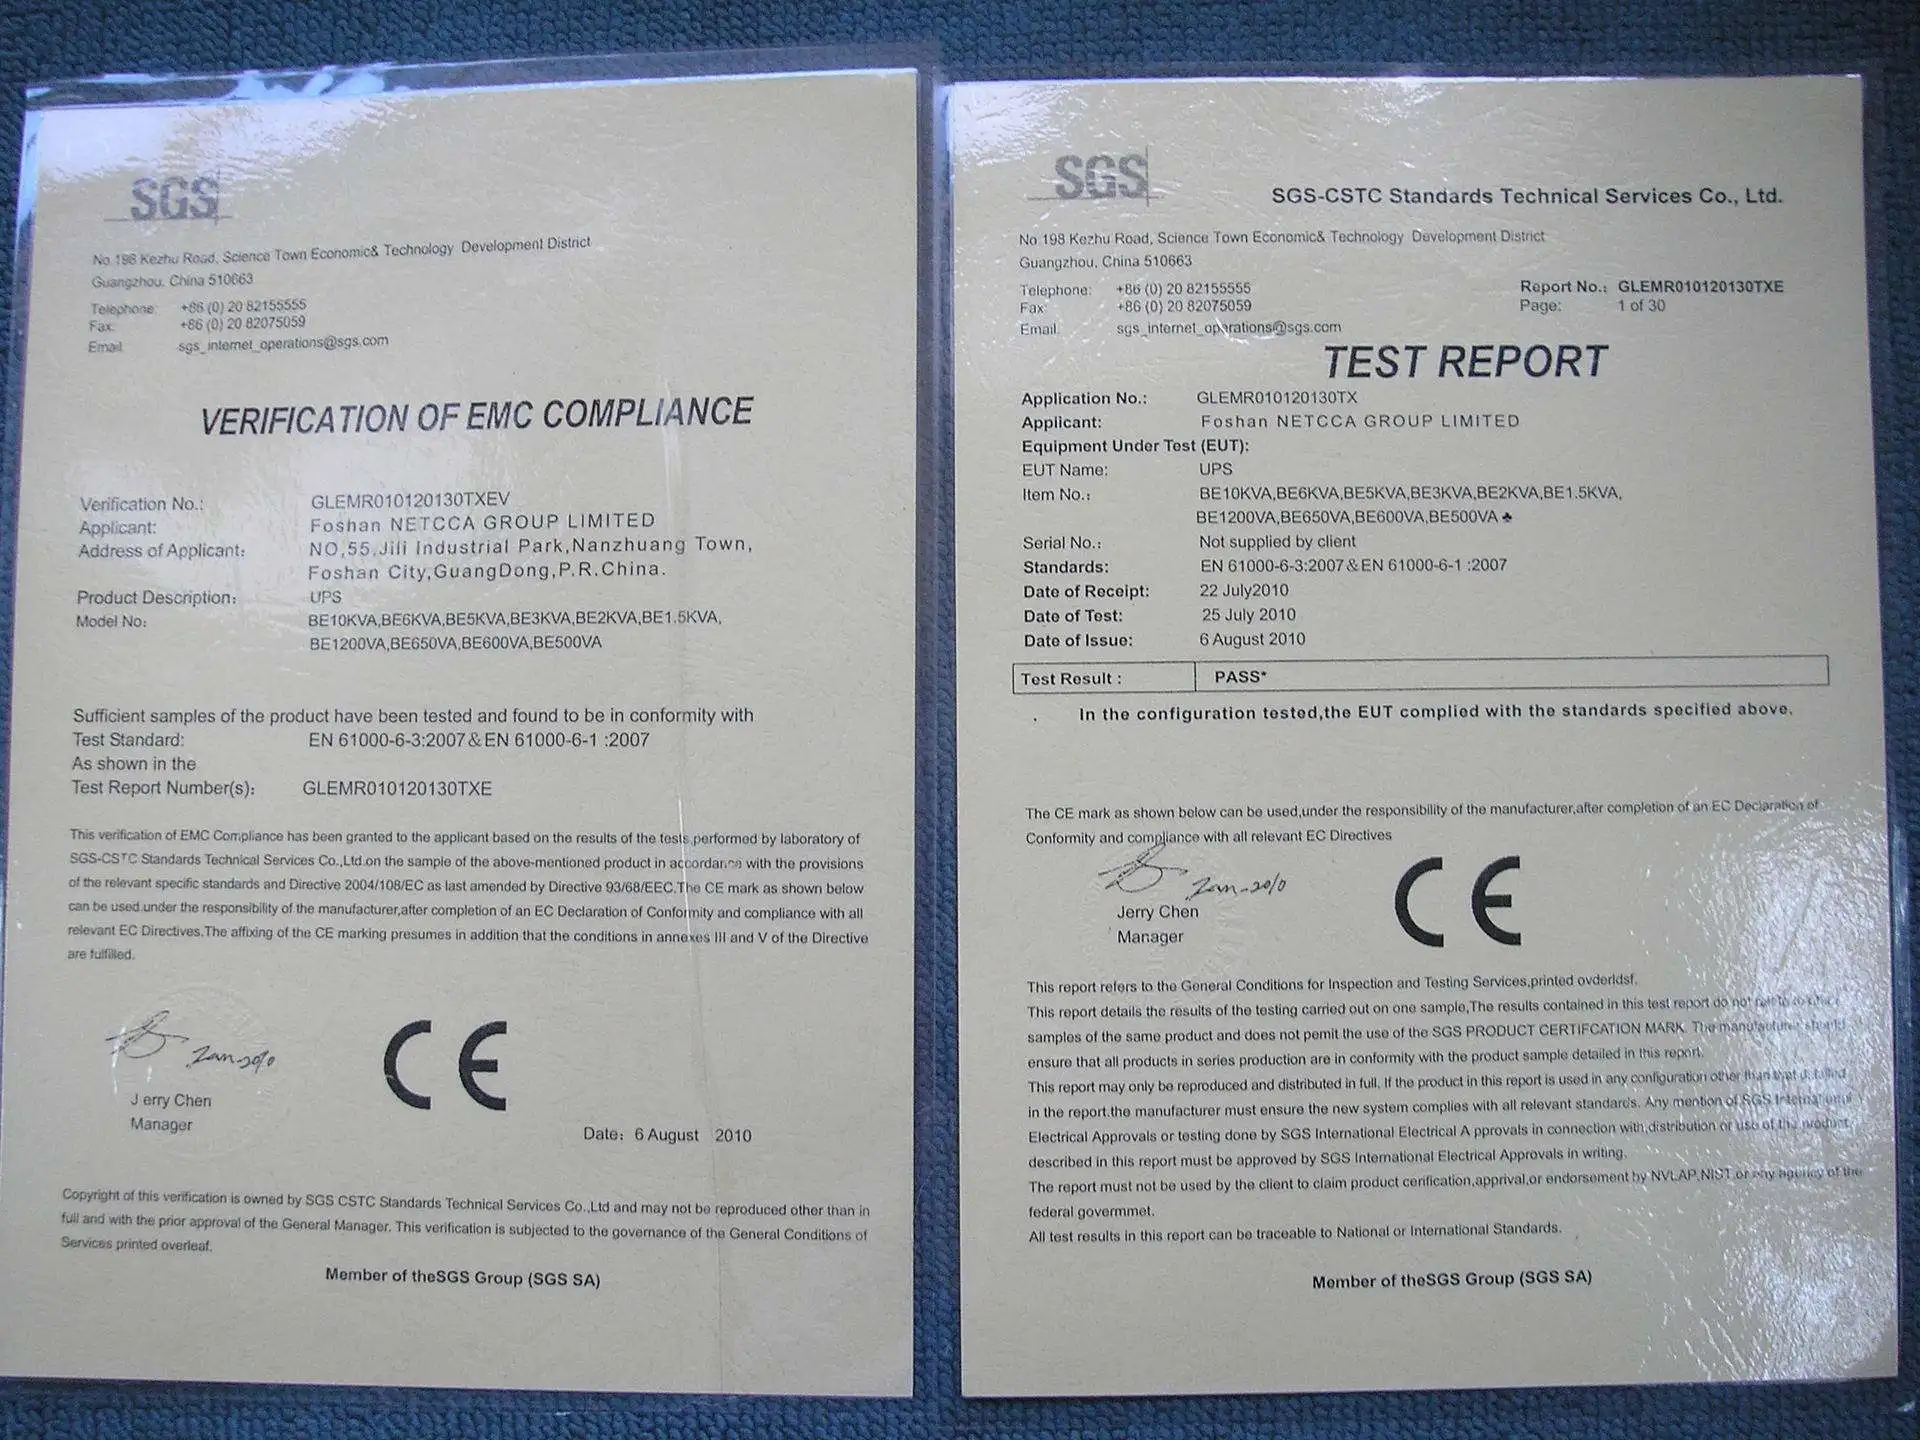 SGS
No.198 Kezhu Road, Science Town Economic& Technology Development District
Guangzhou, China 510663
Telephone: +86 (0) 20 82155555
Fax: +86 (0) 20 82075059
Email: sgs_internet_operations@sgs.com
VERIFICATION OF EMC COMPLIANCE
Verification No.: GLEMR010120130TXEV
Applicant: Foshan NETCCA GROUP LIMITED
Address of Applicant: NO,55,Jili Industrial Park,Nanzhuang Town,
Foshan City,GuangDong,P.R.China.
Product Description: UPS
Model No: BE10KVA,BE6KVA,BE5KVA,BE3KVA,BE2KVA,BE1.5KVA,
BE1200VA,BE650VA,BE600VA,BE500VA
Sufficient samples of the product have been tested and found to be in conformity with
Test Standard: EN 61000-6-3:2007&EN 61000-6-1 :2007
As shown in the
Test Report Number(s): GLEMR010120130TXE
This verification of EMC Compliance has been granted to the applicant based on the results of the tests,performed by laboratory of
SGS-CSTC Standards Technical Services Co.,Ltd.on the sample of the above-mentioned product in accordance with the provisions
of the relevant specific standards and Directive 2004/108/EC as last amended by Directive 93/68/EEC.The CE mark as shown below
can be used.under the responsibility of the manufacturer,after completion of an EC Declaration of Conformity and compliance with all
relevant EC Directives.The affixing of the CE marking presumes in addition that the conditions in annexes III and V of the Directive
are fulfilled.
2010
CE
Jerry Chen
Manager
Date: 6 August 2010
Copyright of this verification is owned by SGS CSTC Standards Technical Services Co.,Ltd and may not be reproduced other than in
full and with the prior approval of the General Manager. This verification is subjected to the governance of the General Conditions of
Services printed overleaf.
Member of theSGS Group (SGS SA)
SGS
SGS-CSTC Standards Technical Services Co., Ltd.
No.198 Kezhu Road, Science Town Economic& Technology Development District
Guangzhou, China 510663
Telephone: +86 (0) 20 82155555 Report No.: GLEMR010120130TXE
Fax: +86 (0) 20 82075059 Page: 1 of 30
Email: sgs_internet_operations@sgs.com
TEST REPORT
Application No.: GLEMR010120130TX
Applicant: Foshan NETCCA GROUP LIMITED
Equipment Under Test (EUT):
EUT Name: UPS
Item No.: BE10KVA,BE6KVA,BE5KVA,BE3KVA,BE2KVA,BE1.5KVA,
BE1200VA,BE650VA,BE600VA,BE500VA ♣
Serial No.: Not supplied by client
Standards: EN 61000-6-3:2007&EN 61000-6-1 :2007
Date of Receipt: 22 July2010
Date of Test: 25 July 2010
Date of Issue: 6 August 2010
Test Result : PASS*
. In the configuration tested,the EUT complied with the standards specified above.
The CE mark as shown below can be used,under the responsibility of the manufacturer,after completion of an EC Declaration of
Conformity and compliance with all relevant EC Directives
2010
CE
Jerry Chen
Manager
This report refers to the General Conditions for Inspection and Testing Services,printed ovderldsf.
This report details the results of the testing carried out on one sample,The results contained in this test report do not
samples of the same product and does not pemit the use of the SGS PRODUCT CERTIFCATION MARK. The manufacturer should
ensure that all products in series production are in conformity with the product sample detailed in this report.
This report may only be reproduced and distributed in full. If the product in this report is used in any configuration other than that detailed
in the report.the manufacturer must ensure the new system complies with all relevant standards. Any mention of SGS International
Electrical Approvals or testing done by SGS International Electrical A pprovals in connection with,distribution or use of the product
described in this report must be approved by SGS International Electrical Approvals in writing.
The report must not be used by the client to claim product cerification,apprival,or endorsement by NVLAP,NIST.or any agency of the
federal govermmet.
All test results in this report can be traceable to National or International Standards.
Member of theSGS Group (SGS SA)